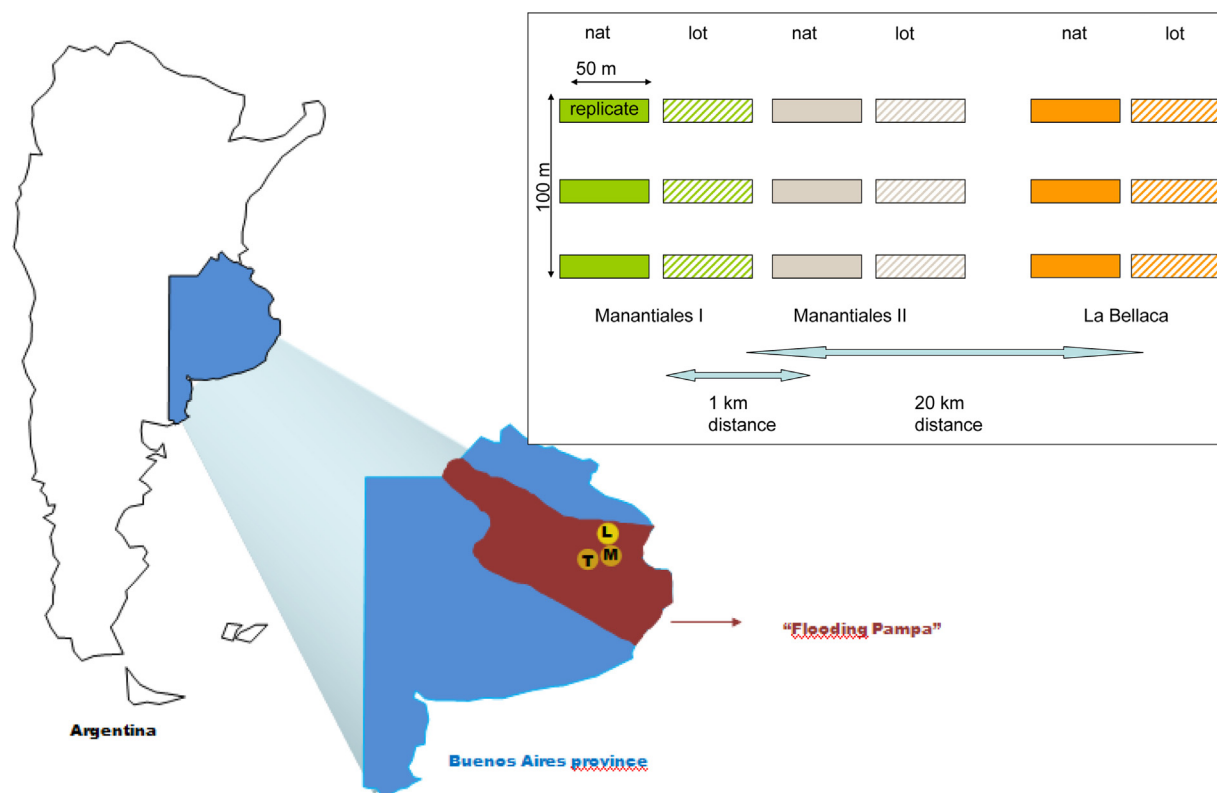 nat lot nat lot nat lot
50 m
replicate
100 m
Manantiales I Manantiales II La Bellaca
1 km
distance
20 km
distance
L
T M
“Flooding Pampa”
Argentina
Buenos Aires province